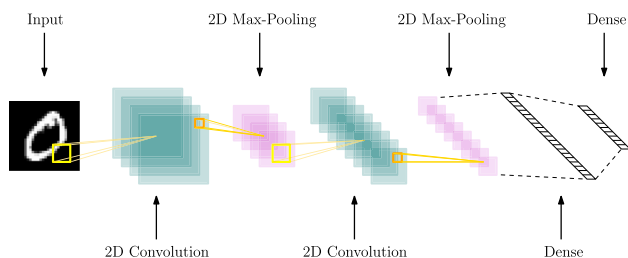 Input
2D Max-Pooling
2D Max-Pooling
Dense
2D Convolution
2D Convolution
Dense